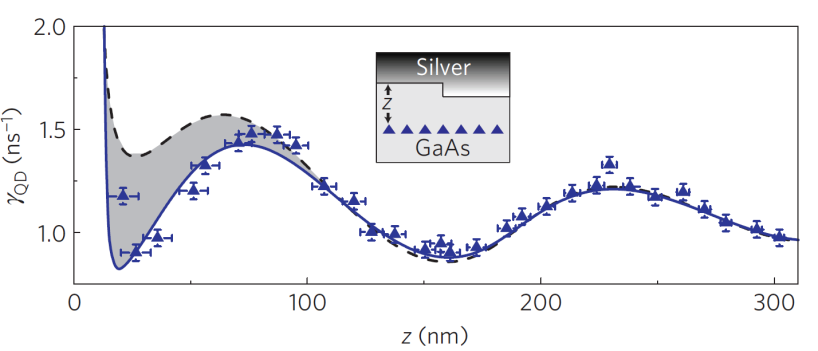 2.0
1.5
1.0
γQD (ns⁻¹)
Silver
z
GaAs
0 100 200 300
z (nm)